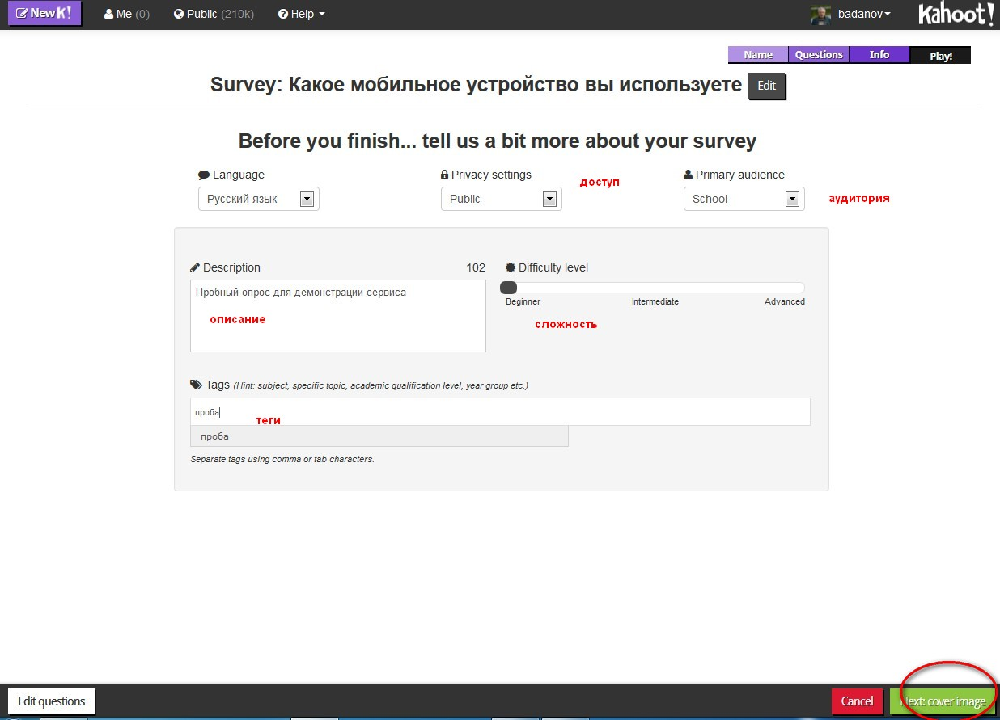 New K!
Me (0)
Public (210k)
Help
badanov
Kahoot!
Name
Questions
Info
Play!
Survey: Какое мобильное устройство вы используете
Edit
Before you finish... tell us a bit more about your survey
Language
Privacy settings
Primary audience
доступ
Русский язык
Public
School
аудитория
Description
102
Difficulty level
Пробный опрос для демонстрации сервиса
Beginner
Intermediate
Advanced
описание
сложность
Tags (Hint: subject, specific topic, academic qualification level, year group etc.)
проба
теги
проба
Separate tags using comma or tab characters.
Edit questions
Cancel
Next: cover image